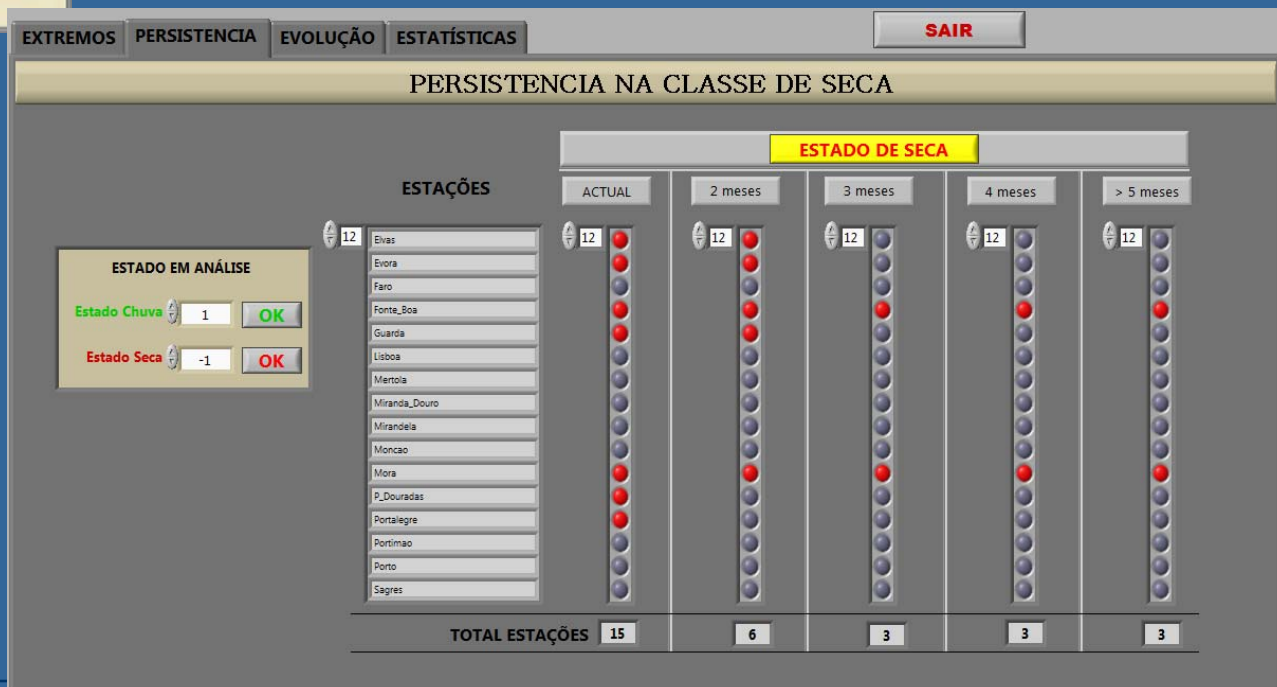 EXTREMOS PERSISTENCIA EVOLUÇÃO ESTATÍSTICAS SAIR
PERSISTENCIA NA CLASSE DE SECA
ESTADO DE SECA
ESTAÇÕES ACTUAL 2 meses 3 meses 4 meses > 5 meses
12 Elvas 12 12 12 12 12
Evora
ESTADO EM ANÁLISE
Faro
Estado Chuva 1 OK
Fonte_Boa
Guarda
Estado Seca -1 OK
Lisboa
Mertola
Miranda_Douro
Mirandela
Moncao
Mora
P_Douradas
Portalegre
Portimao
Porto
Sagres
TOTAL ESTAÇÕES 15 6 3 3 3